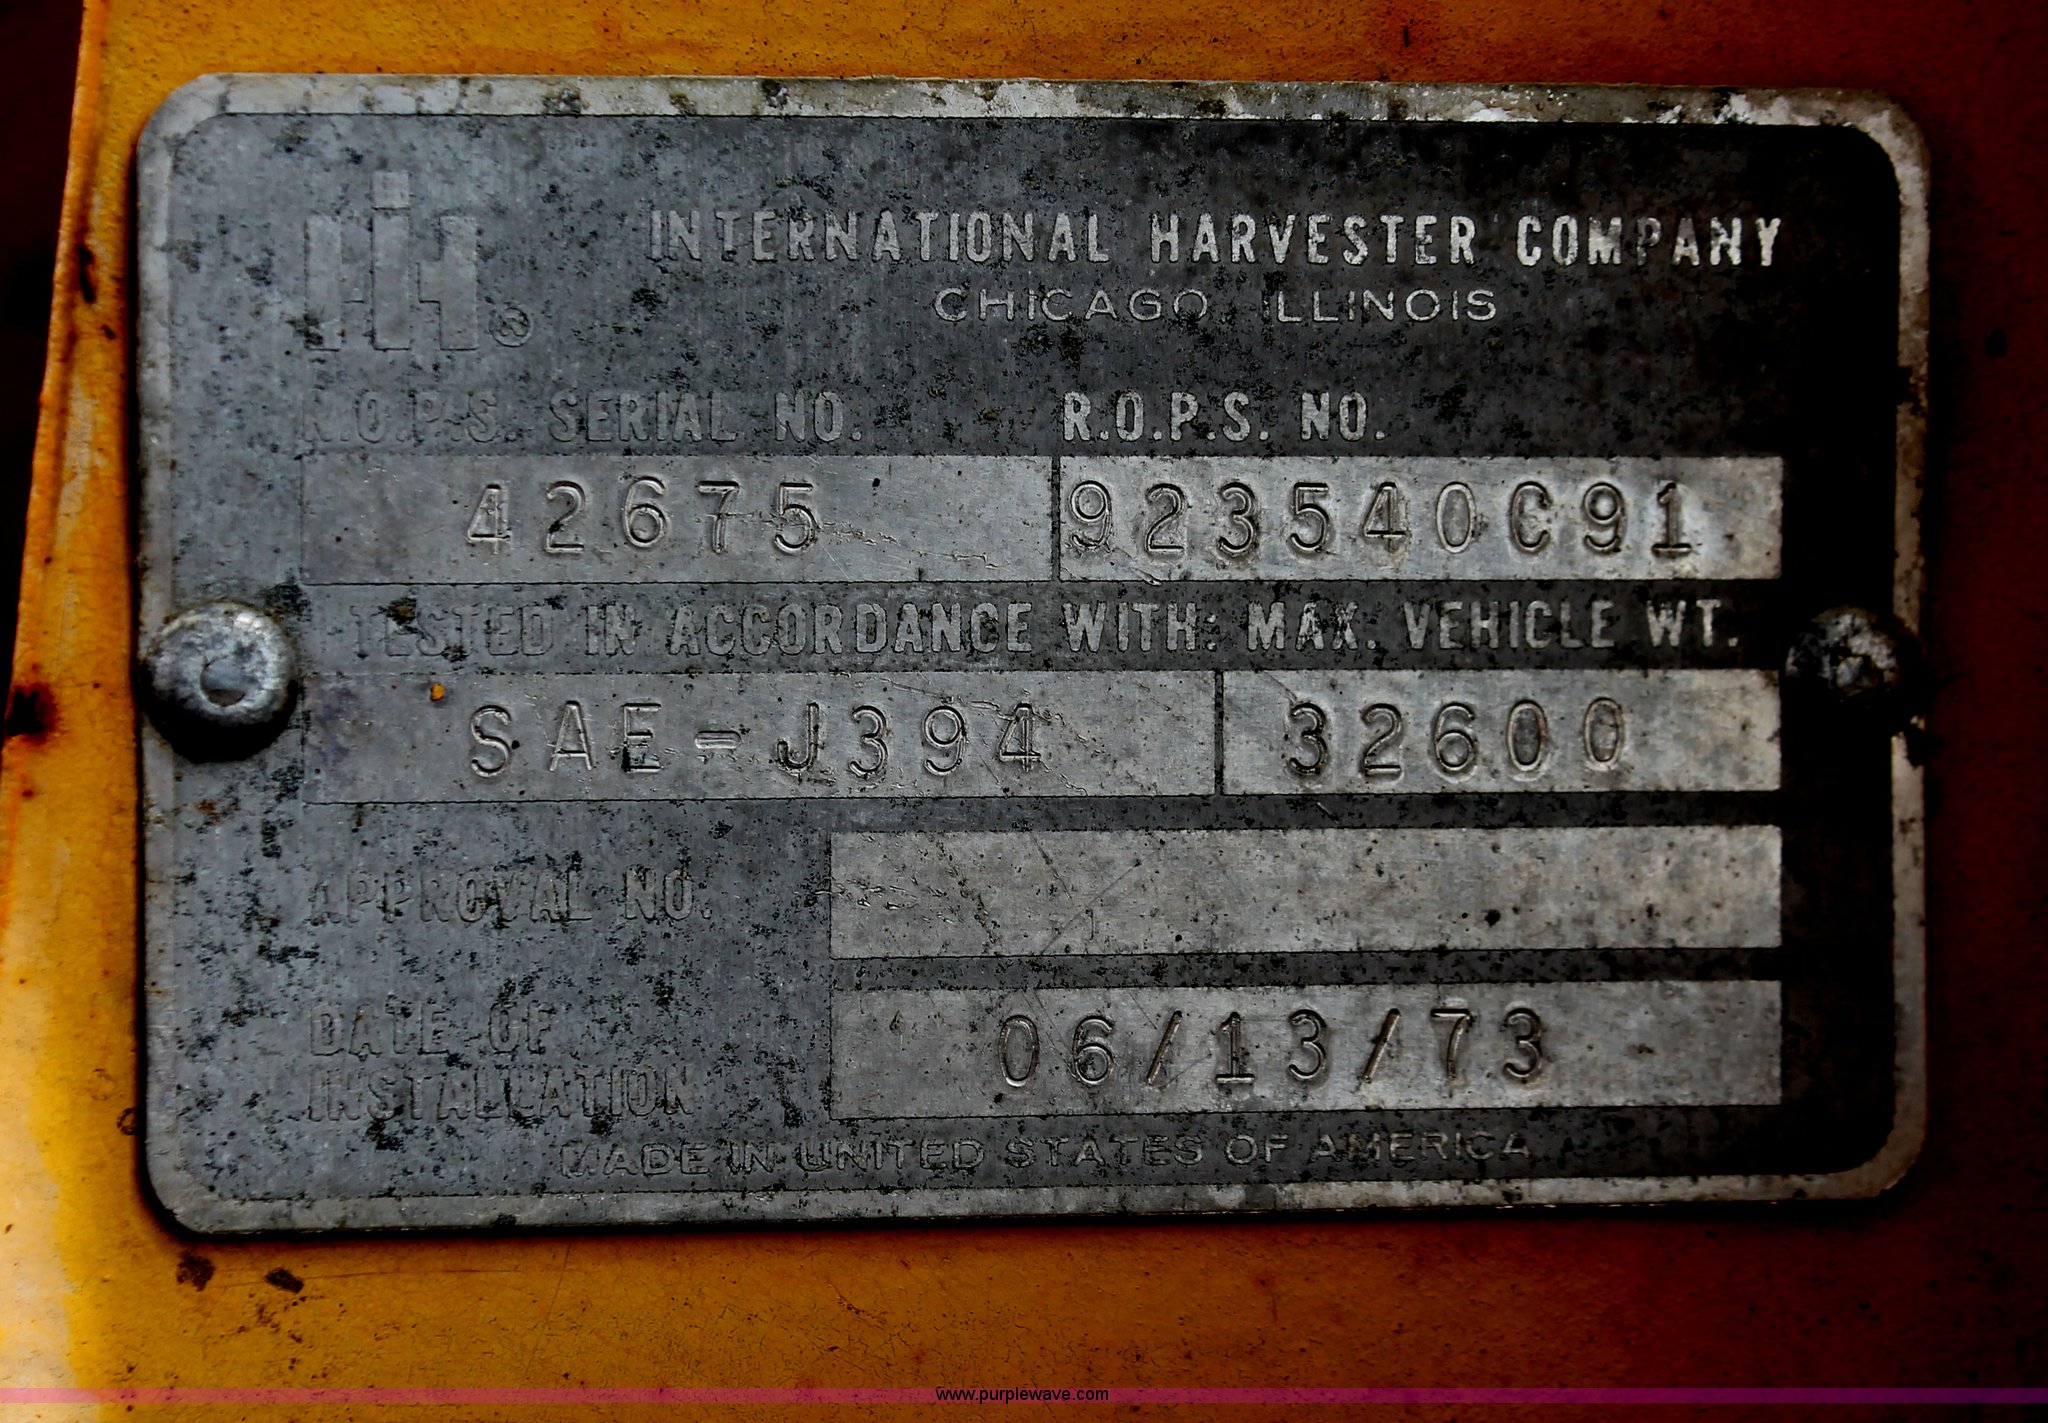 IH ®
INTERNATIONAL HARVESTER COMPANY
CHICAGO, ILLINOIS
R.O.P.S. SERIAL NO. R.O.P.S. NO.
42675 923540C91
TESTED IN ACCORDANCE WITH: MAX. VEHICLE WT.
SAE-J394 32600
APPROVAL NO.
DATE OF
INSTALLATION
06/13/73
MADE IN UNITED STATES OF AMERICA
www.purplewave.com